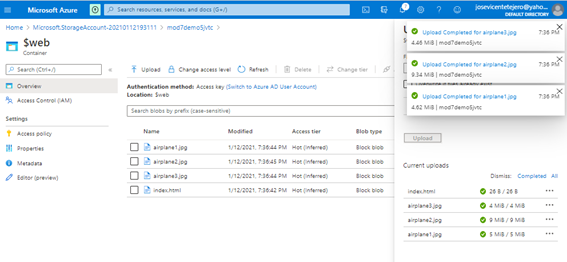 Microsoft Azure
Search resources, services, and docs (G+/)
josevicentetejero@yaho...
DEFAULT DIRECTORY
Home > Microsoft.StorageAccount-20210112193111 > mod7demo5jvtc >
$web
Container
Search (Ctrl+/)
Overview
Access Control (IAM)
Settings
Access policy
Properties
Metadata
Editor (preview)
Upload
Change access level
Refresh
Delete
Change tier
Authentication method: Access key (Switch to Azure AD User Account)
Location: $web
Search blobs by prefix (case-sensitive)
Name Modified Access tier Blob type
airplane1.jpg 1/12/2021, 7:36:44 PM Hot (Inferred) Block blob
airplane2.jpg 1/12/2021, 7:36:45 PM Hot (Inferred) Block blob
airplane3.jpg 1/12/2021, 7:36:44 PM Hot (Inferred) Block blob
index.html 1/12/2021, 7:36:42 PM Hot (Inferred) Block blob
Upload Completed for airplane3.jpg 7:36 PM
4.46 MiB | mod7demo5jvtc
Upload Completed for airplane2.jpg 7:36 PM
9.34 MiB | mod7demo5jvtc
Upload Completed for airplane1.jpg 7:36 PM
4.62 MiB | mod7demo5jvtc
Upload
Current uploads
Dismiss: Completed All
index.html 26 B / 26 B
airplane3.jpg 4 MiB / 4 MiB
airplane2.jpg 9 MiB / 9 MiB
airplane1.jpg 5 MiB / 5 MiB